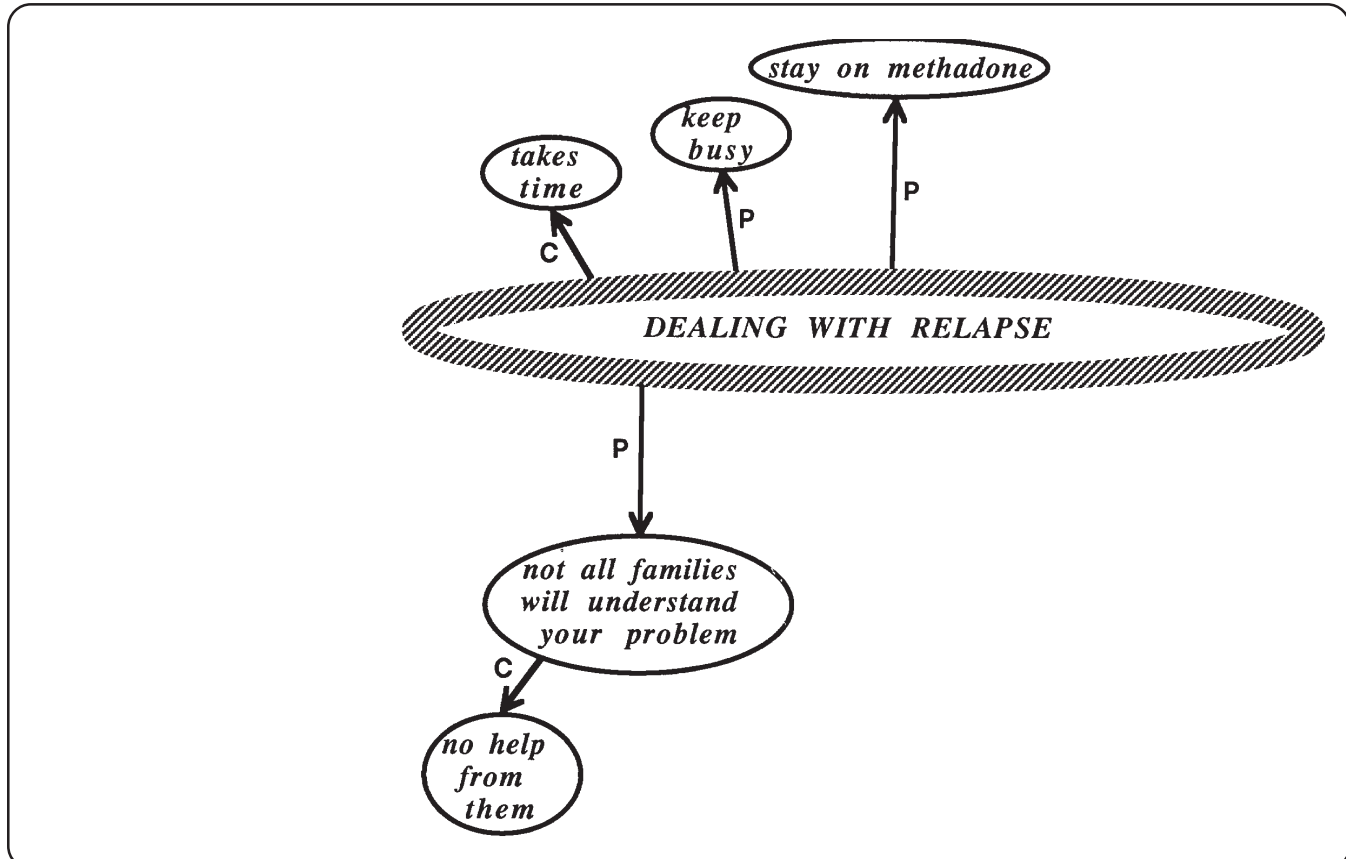 stay on methadone
keep
busy
takes
time
P
P
C
DEALING WITH RELAPSE
P
not all families
will understand
your problem
C
no help
from
them